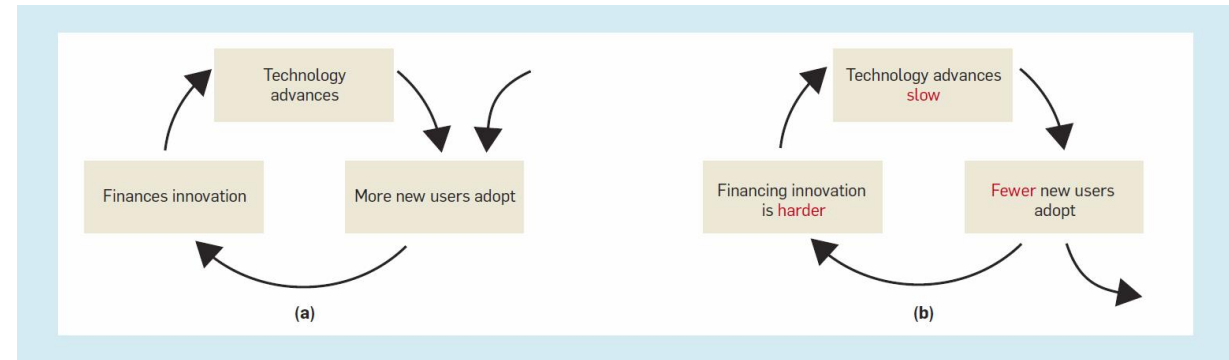 Technology
advances
Finances innovation
More new users adopt
(a)
Technology advances
slow
Financing innovation
is harder
Fewer new users
adopt
(b)